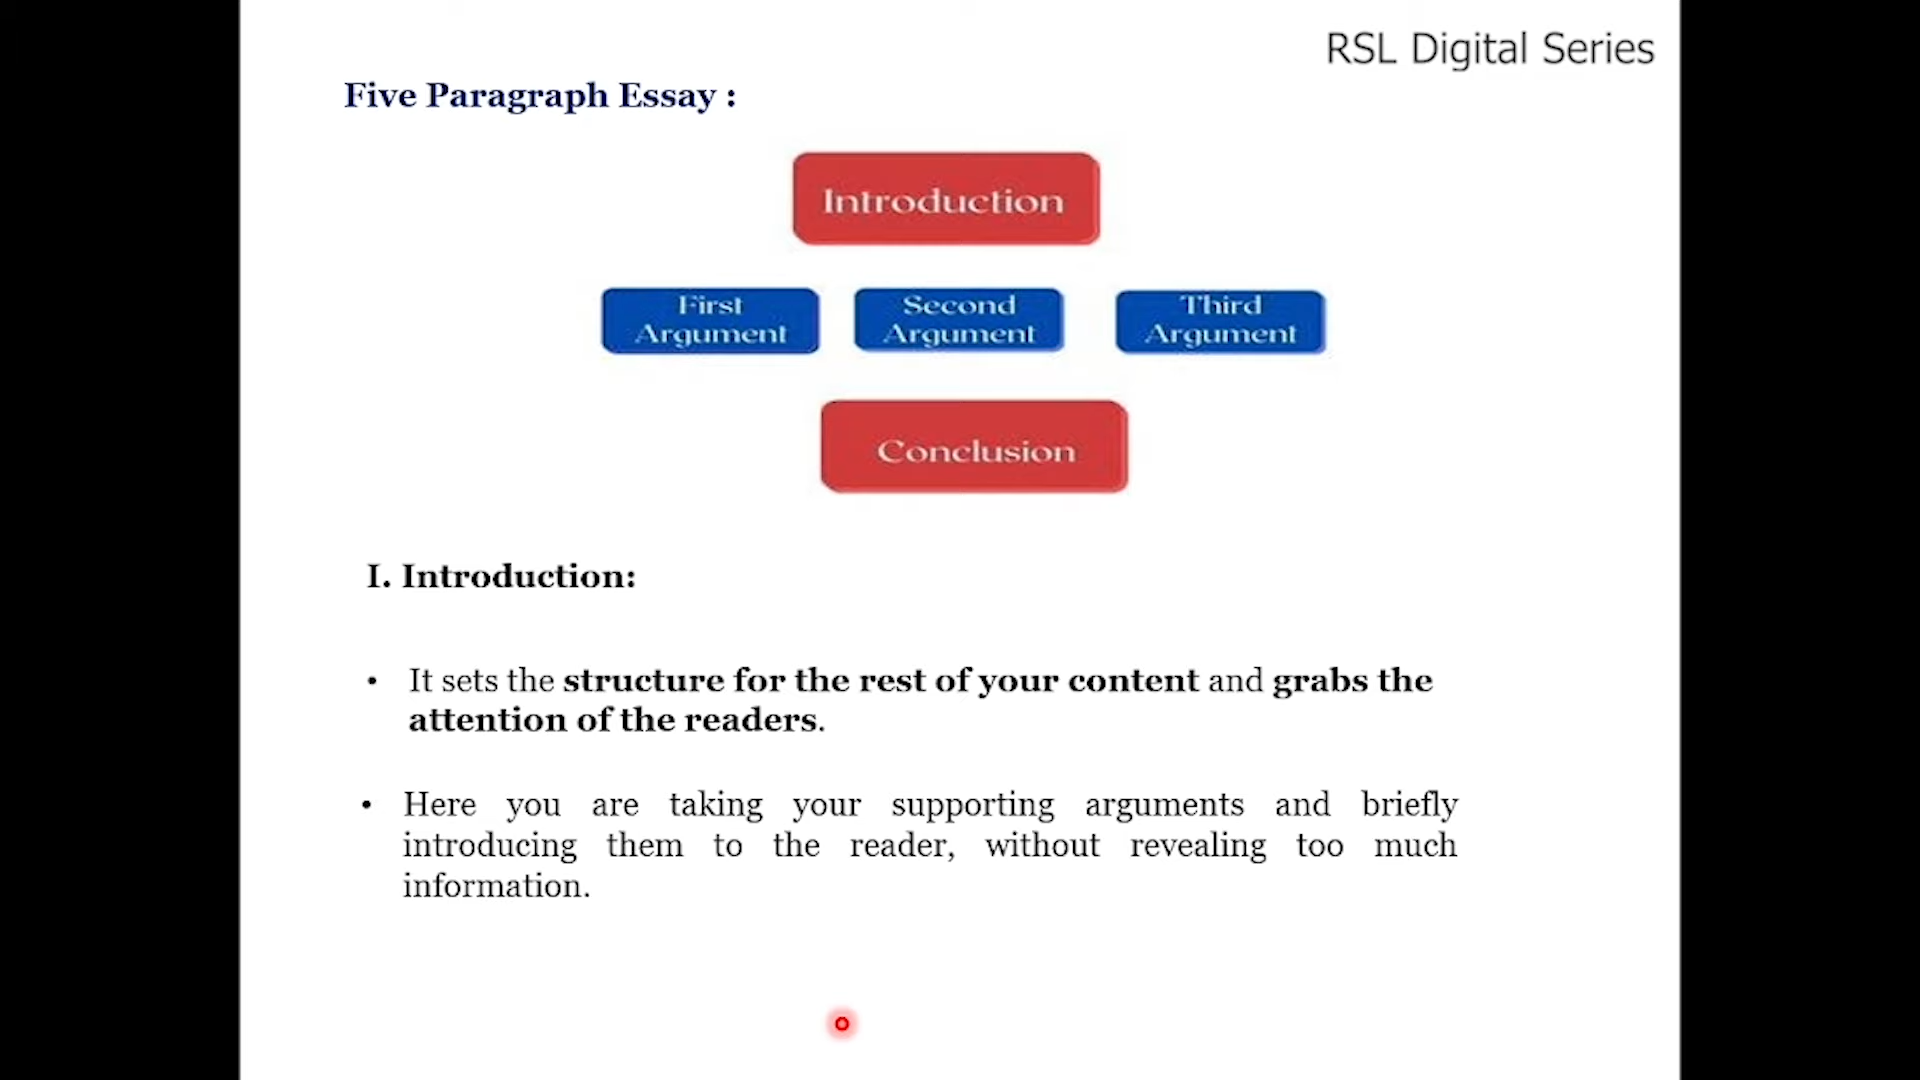 RSL Digital Series
Five Paragraph Essay :
Introduction
First
Argument
Second
Argument
Third
Argument
Conclusion
I. Introduction:
• It sets the structure for the rest of your content and grabs the
attention of the readers.
• Here you are taking your supporting arguments and briefly
introducing them to the reader, without revealing too much
information.